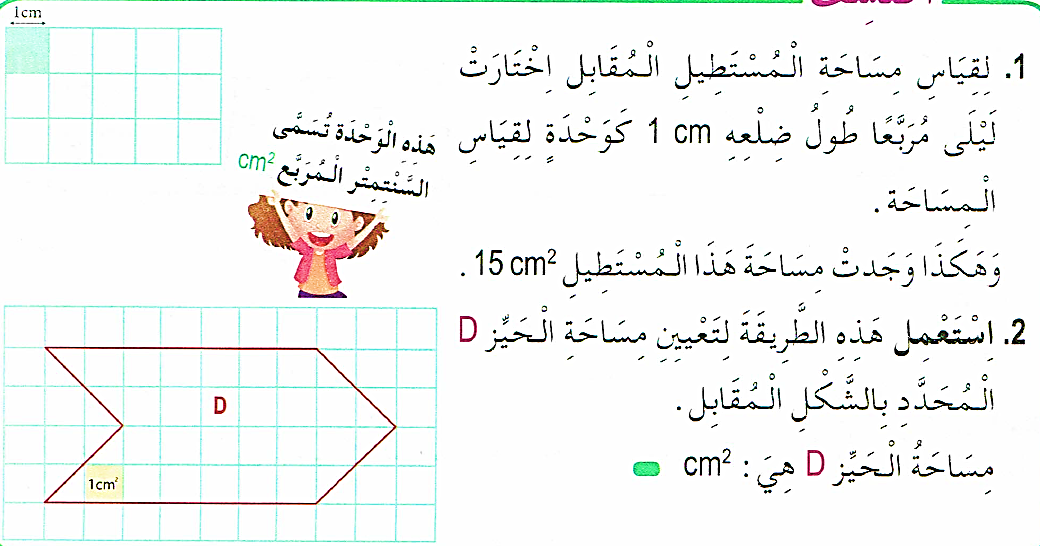 1cm
1. لِقِيَاسِ مِسَاحَةِ الْمُسْتَطِيلِ الْمُقَابِلِ اِخْتَارَتْ
لَيْلَى مُرَبَّعًا طُولُ ضِلْعِهِ 1 cm كَوَحْدَةٍ لِقِيَاسِ
الْمِسَاحَةِ .
هَذِهِ الْوَحْدَة تُسَمَّى
السَّنْتِمِتْر الْمُرَبَّع cm²
وَهَكَذَا وَجَدتْ مِسَاحَةَ هَذَا الْمُسْتَطِيلِ 15 cm² .
2. اِسْتَعْمِل هَذِهِ الطَّرِيقَةَ لِتَعْيِينِ مِسَاحَةِ الْحَيِّزِ D
الْمُحَدَّدِ بِالشَّكْلِ الْمُقَابِلِ .
مِسَاحَةُ الْحَيِّزِ D هِيَ : cm²
D
1cm²